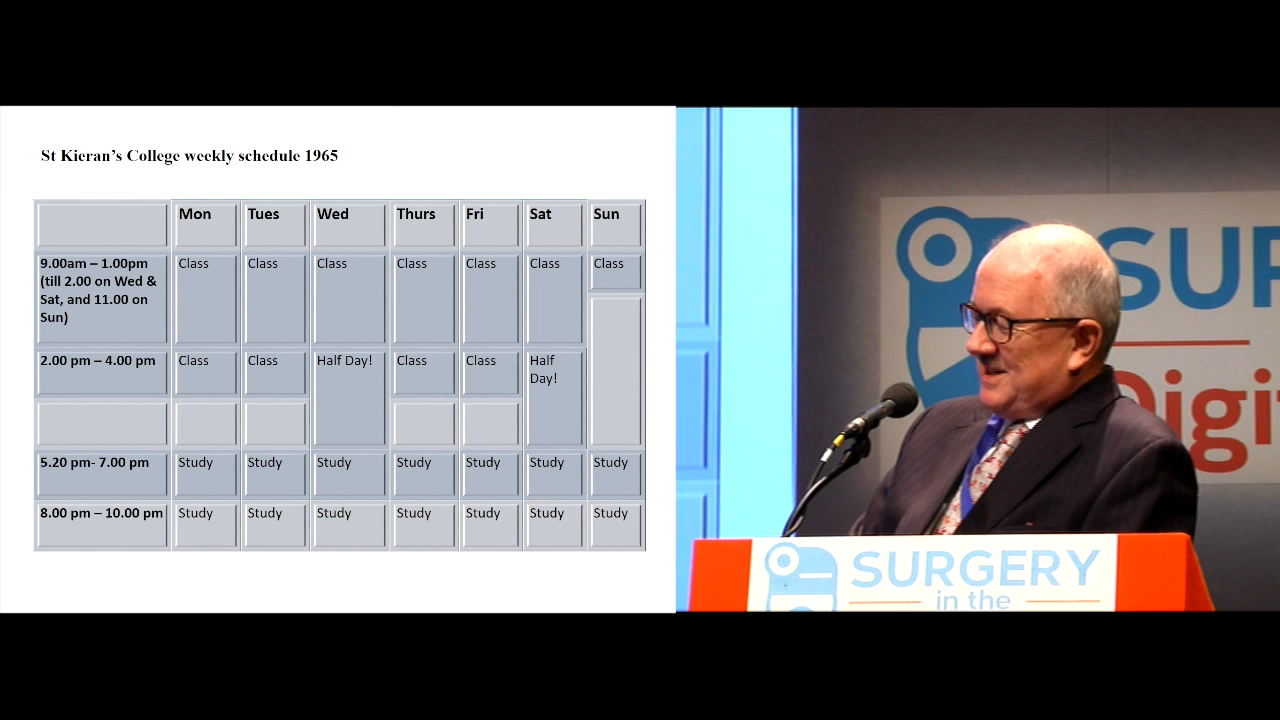 St Kieran's College weekly schedule 1965
Mon Tues Wed Thurs Fri Sat Sun
9.00am – 1.00pm
(till 2.00 on Wed &
Sat, and 11.00 on
Sun)
Class Class Class Class Class Class Class
2.00 pm – 4.00 pm
Class Class Half Day! Class Class Half
Day!
5.20 pm- 7.00 pm
Study Study Study Study Study Study Study
8.00 pm – 10.00 pm
Study Study Study Study Study Study Study
SUR
Digi
SURGERY
in the